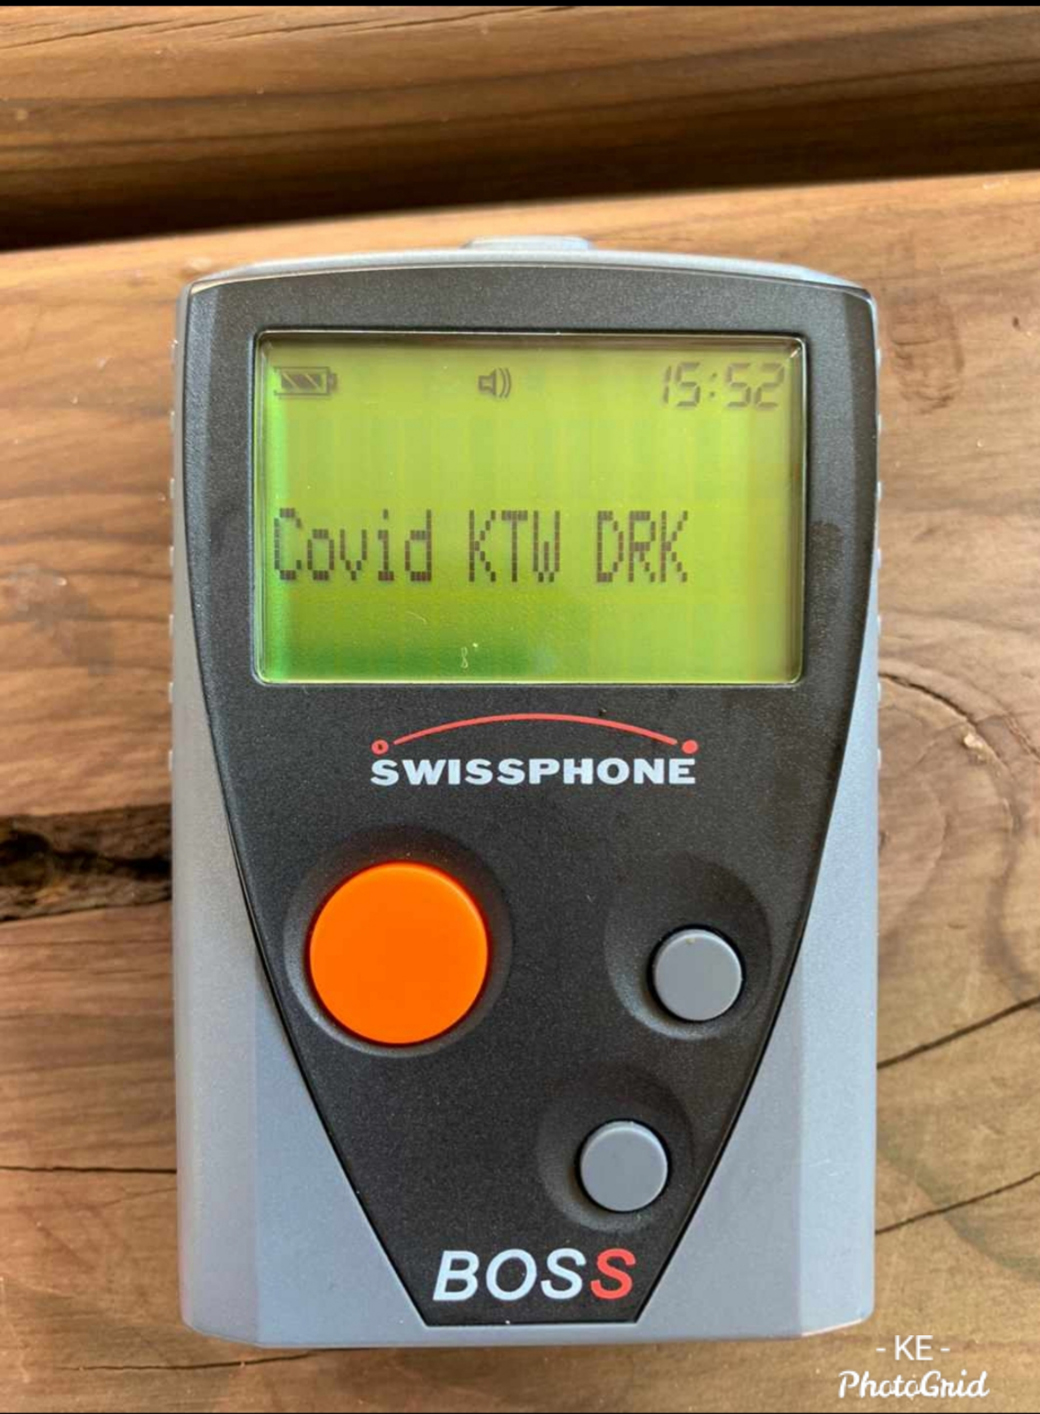 15:52
Covid KTW DRK
SWISSPHONE
BOSS
- KE -
PhotoGrid